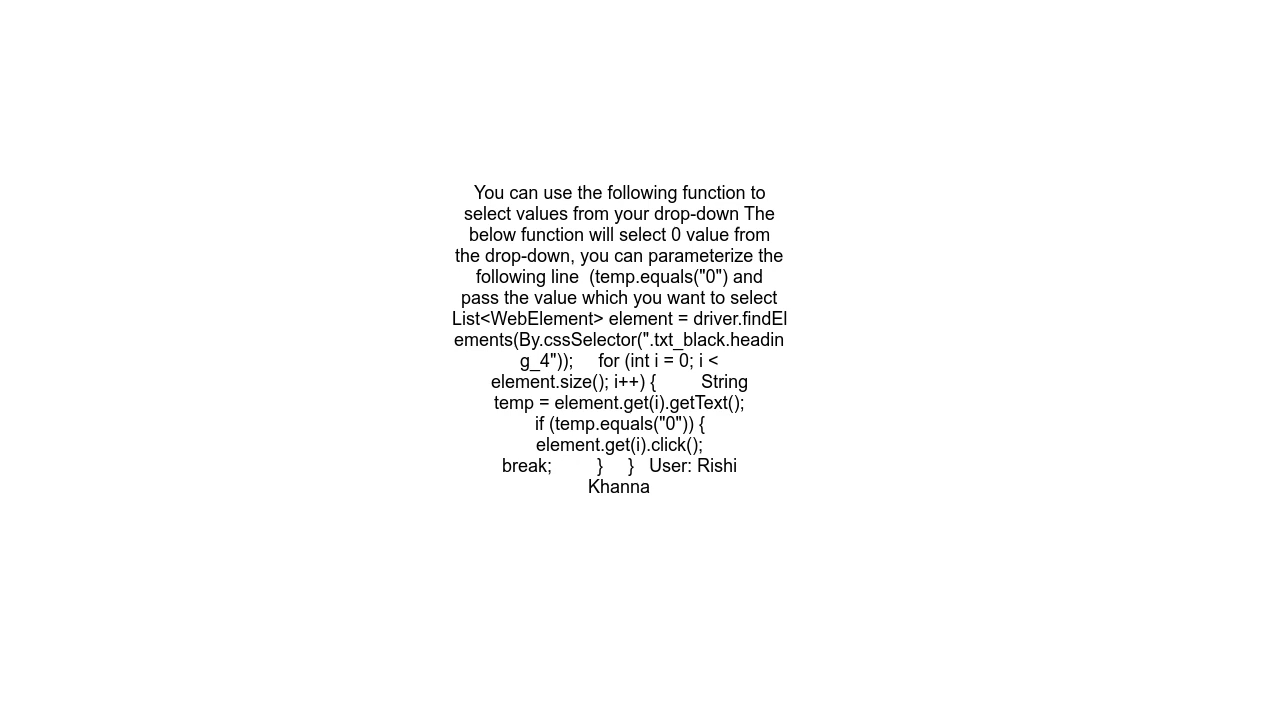 You can use the following function to
select values from your drop-down The
below function will select 0 value from
the drop-down, you can parameterize the
following line  (temp.equals("0") and
pass the value which you want to select
List<WebElement> element = driver.findEl
ements(By.cssSelector(".txt_black.headin
g_4"));     for (int i = 0; i <
element.size(); i++) {         String
temp = element.get(i).getText();
if (temp.equals("0")) {
element.get(i).click();
break;         }     }   User: Rishi
Khanna